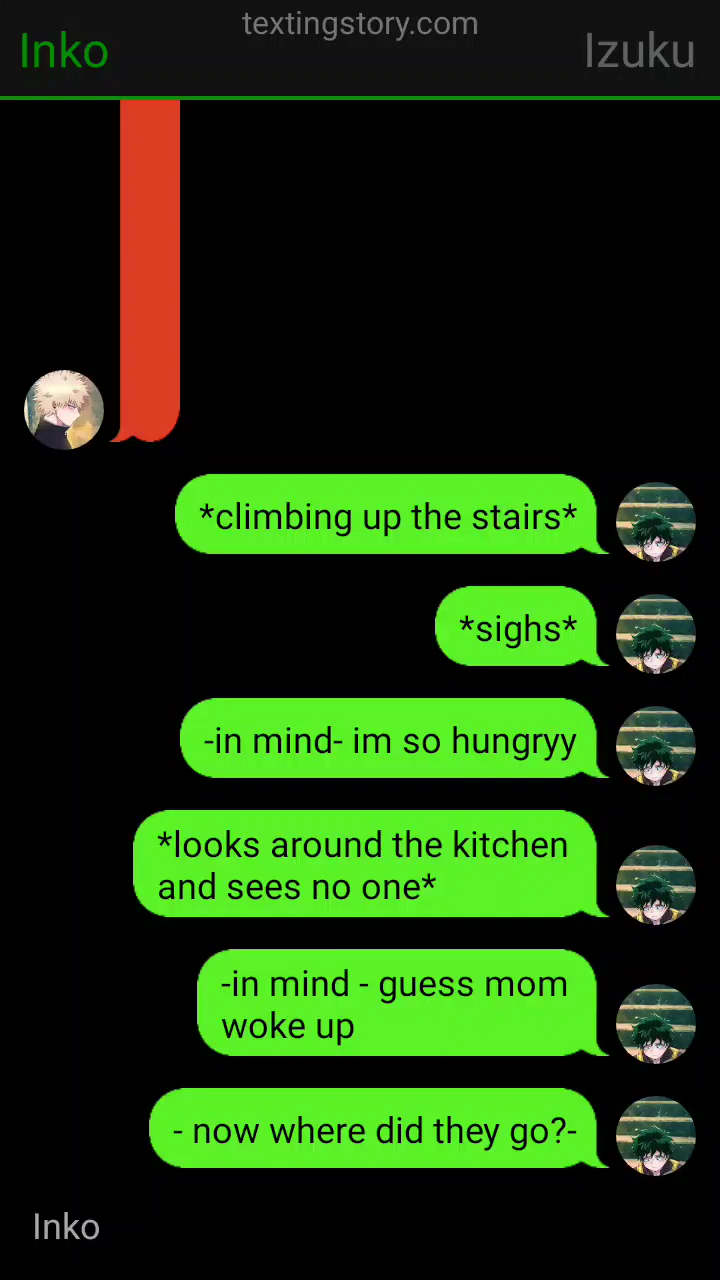 textingstory.com
Inko
Izuku
*climbing up the stairs*
*sighs*
-in mind- im so hungryy
*looks around the kitchen
and sees no one*
-in mind - guess mom
woke up
- now where did they go?-
Inko